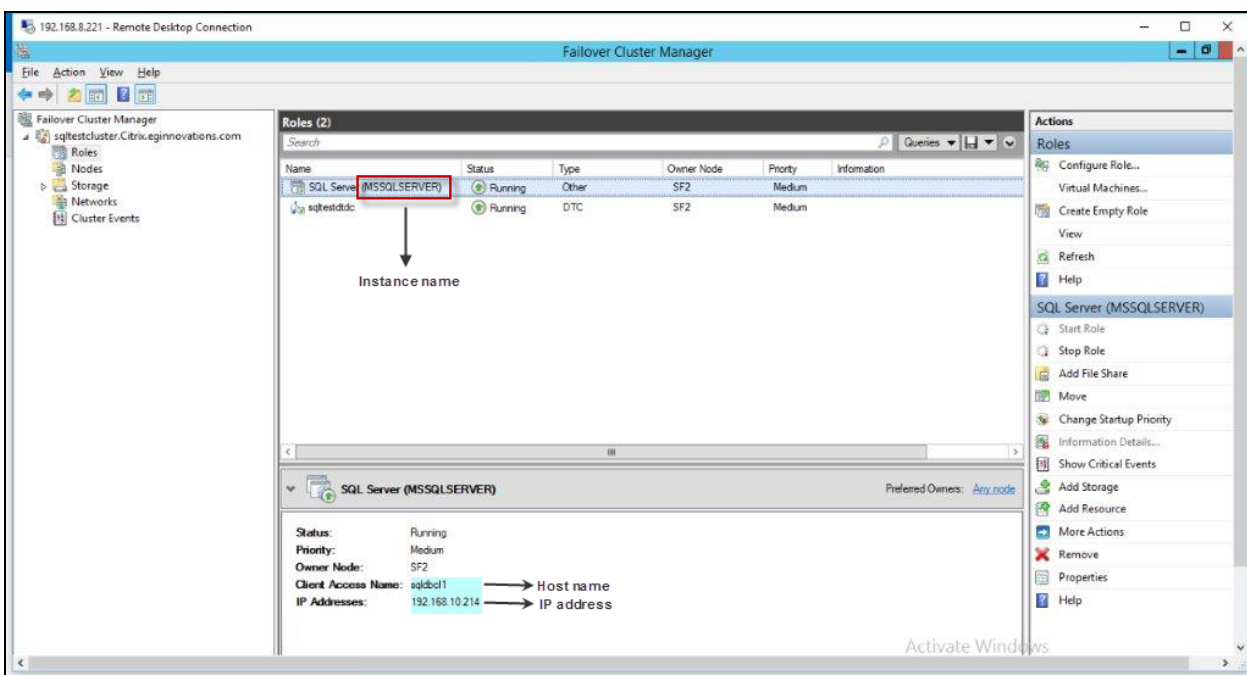 192.168.8.221 - Remote Desktop Connection
Failover Cluster Manager
File Action View Help
Failover Cluster Manager
sqltestcluster.Citrix.eginnovations.com
Roles
Nodes
Storage
Networks
Cluster Events
Roles (2)
Search
Queries
Name Status Type Owner Node Priority Information
SQL Server (MSSQLSERVER) Running Other SF2 Medium
sqltestdtdc Running DTC SF2 Medium
Instance name
SQL Server (MSSQLSERVER)
Preferred Owners: Any node
Status: Running
Priority: Medium
Owner Node: SF2
Client Access Name: sqldbcl1
Host name
IP Addresses: 192.168.10.214
IP address
Actions
Roles
Configure Role...
Virtual Machines...
Create Empty Role
View
Refresh
Help
SQL Server (MSSQLSERVER)
Start Role
Stop Role
Add File Share
Move
Change Startup Priority
Information Details...
Show Critical Events
Add Storage
Add Resource
More Actions
Remove
Properties
Help
Activate Windows